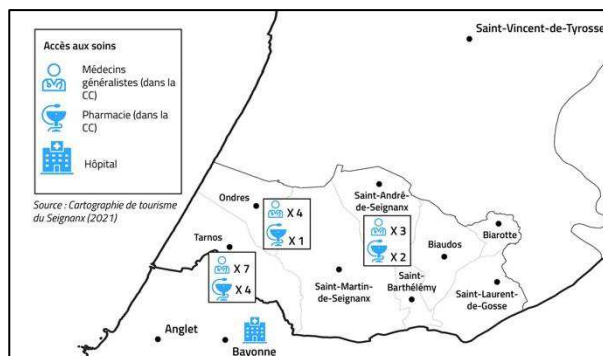 Accès aux soins
Médecins
généralistes (dans la
CC)
Pharmacie (dans la
CC)
Hôpital
Source : Cartographie de tourisme
du Seignanx (2021)
Saint-Vincent-de-Tyrosse
Ondres
X 4
X 1
Saint-André-
de-Seignanx
X 3
X 2
Biarotte
Biaudos
Tarnos
X 7
X 4
Saint-Martin-
de-Seignanx
Saint-
Barthélémy
Saint-Laurent-
de-Gosse
Anglet
Bayonne